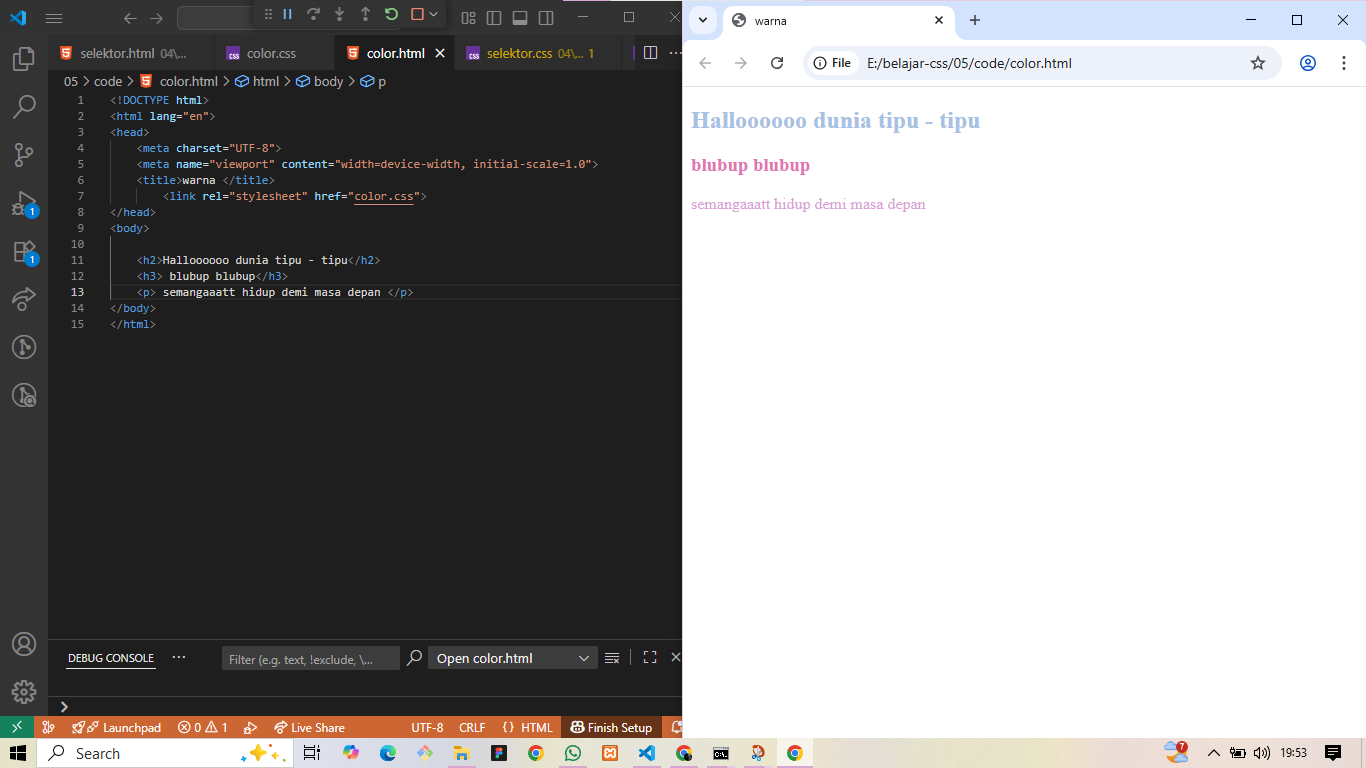 selektor.html 04\...
color.css
color.html
selektor.css 04\... 1
05 > code > color.html > html > body > p
1 <!DOCTYPE html>
2 <html lang="en">
3 <head>
4 <meta charset="UTF-8">
5 <meta name="viewport" content="width=device-width, initial-scale=1.0">
6 <title>warna </title>
7 <link rel="stylesheet" href="color.css">
8 </head>
9 <body>
10
11 <h2>Halloooooo dunia tipu - tipu</h2>
12 <h3> blubup blubup</h3>
13 <p> semangaaatt hidup demi masa depan </p>
14 </body>
15 </html>
1
1
DEBUG CONSOLE ...
Filter (e.g. text, !exclude, \...
Open color.html
Launchpad
0 1
Live Share
UTF-8
CRLF
{} HTML
Finish Setup
warna
File
E:/belajar-css/05/code/color.html
Halloooooo dunia tipu - tipu
blubup blubup
semangaaatt hidup demi masa depan
Search
7
19:53